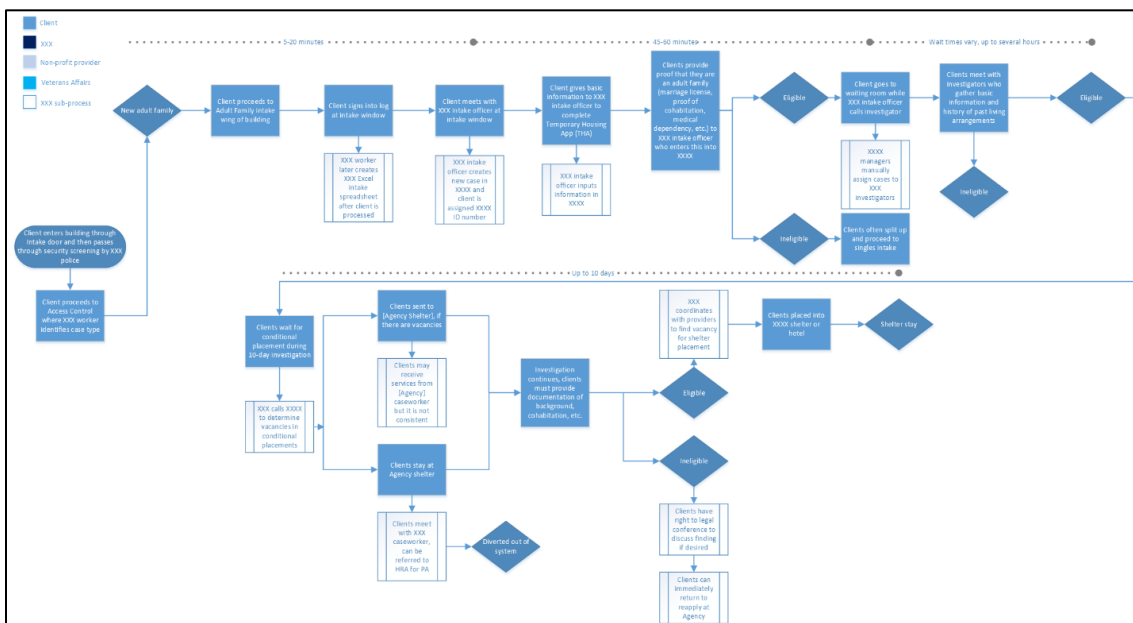 Client
XXX
Non-profit provider
Veterans Affairs
XXX sub-process
5-20 minutes
45-60 minutes
Wait times vary, up to several hours
New adult family
Client proceeds to
Adult Family Intake
wing of building
Client signs into log
at intake window
Client meets with
XXX intake officer at
intake window
Client gives basic
information to XXX
intake officer to
complete
Temporary Housing
App (THA)
Clients provide
proof that they are
an adult family
(marriage license,
proof of
cohabitation,
medical
dependency, etc.) to
XXX intake officer
who enters this into
XXXX
Eligible
Client goes to
waiting room while
XXX intake officer
calls investigator
Clients meet with
investigators who
gather basic
information and
history of past living
arrangements
Eligible
XXX worker
later creates
XXX Excel
intake
spreadsheet
after client is
processed
XXX intake
officer creates
new case in
XXXX and
client is
assigned XXXX
ID number
XXX intake
officer inputs
information in
XXXX
XXXX
managers
manually
assign cases to
XXX
investigators
Ineligible
Ineligible
Clients often split up
and proceed to
singles intake
Client enters building through
intake door and then passes
through security screening by XXX
police
Client proceeds to
Access Control
where XXX worker
identifies case type
Up to 10 days
Clients wait for
conditional
placement during
10-day investigation
XXX calls XXXX
to determine
vacancies in
conditional
placements
Clients sent to
[Agency Shelter], if
there are vacancies
Clients may
receive
services from
[Agency]
caseworker
but it is not
consistent
Clients stay at
Agency shelter
Clients meet
with XXX
caseworker,
can be
referred to
HRA for PA
Diverted out of
system
Investigation
continues, clients
must provide
documentation of
background,
cohabitation, etc.
XXX
coordinates
with providers
to find vacancy
for shelter
placement
Eligible
Clients placed into
XXXX shelter or
hotel
Shelter stay
Ineligible
Clients have
right to legal
conference to
discuss finding
if desired
Clients can
immediately
return to
reapply at
Agency